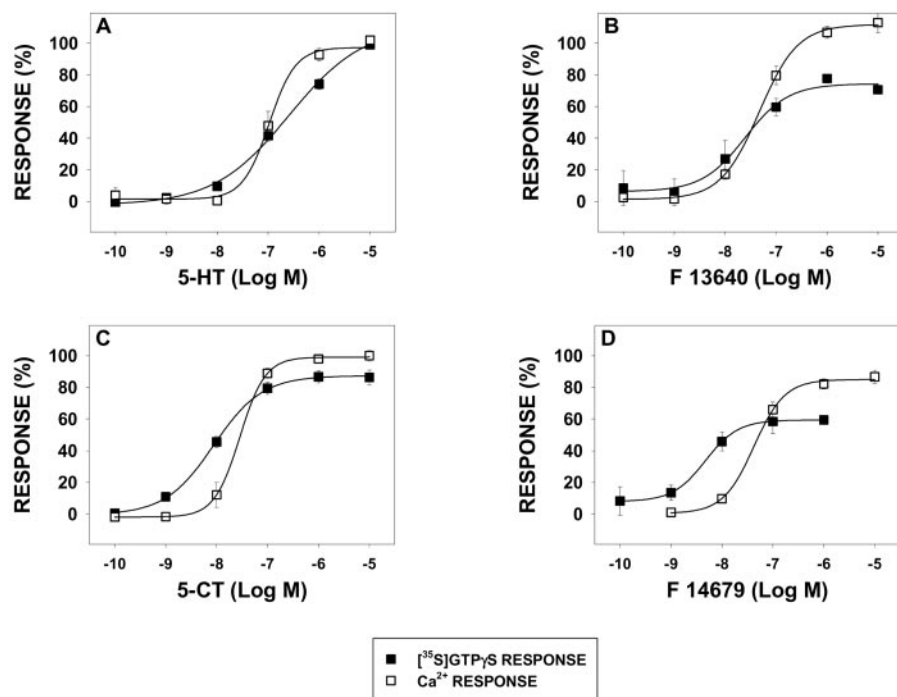 A
RESPONSE (%)
100
80
60
40
20
0
-10 -9 -8 -7 -6 -5
5-HT (Log M)
B
RESPONSE (%)
100
80
60
40
20
0
-10 -9 -8 -7 -6 -5
F 13640 (Log M)
C
RESPONSE (%)
100
80
60
40
20
0
-10 -9 -8 -7 -6 -5
5-CT (Log M)
D
RESPONSE (%)
100
80
60
40
20
0
-10 -9 -8 -7 -6 -5
F 14679 (Log M)
[³⁵S]GTPγS RESPONSE
Ca²⁺ RESPONSE